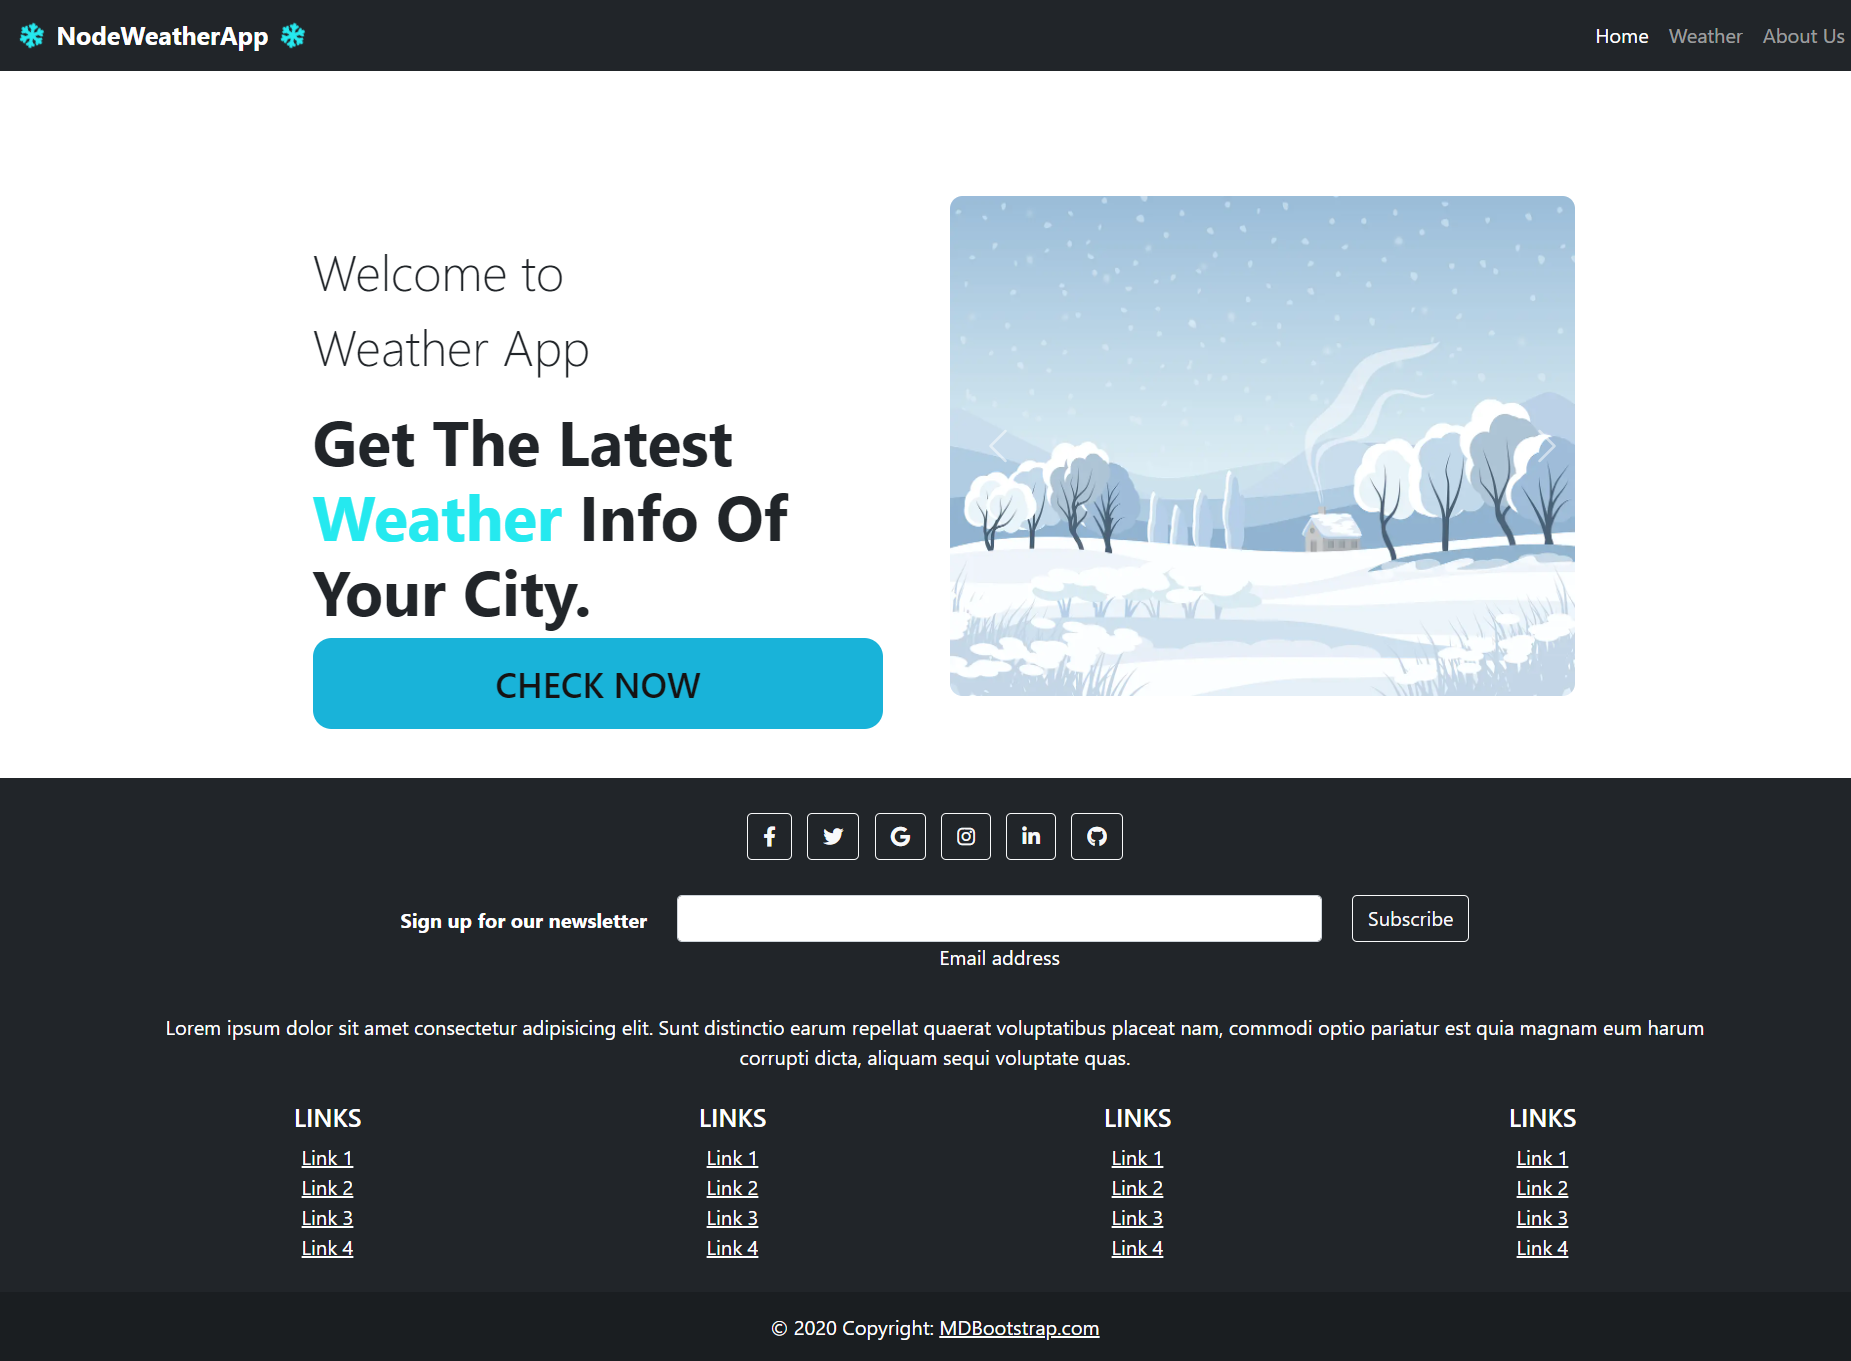 NodeWeatherApp
Home Weather About Us
Welcome to
Weather App
Get The Latest
Weather Info Of
Your City.
CHECK NOW
Sign up for our newsletter
Subscribe
Email address
Lorem ipsum dolor sit amet consectetur adipisicing elit. Sunt distinctio earum repellat quaerat voluptatibus placeat nam, commodi optio pariatur est quia magnam eum harum
corrupti dicta, aliquam sequi voluptate quas.
LINKS
Link 1
Link 2
Link 3
Link 4
LINKS
Link 1
Link 2
Link 3
Link 4
LINKS
Link 1
Link 2
Link 3
Link 4
LINKS
Link 1
Link 2
Link 3
Link 4
© 2020 Copyright: MDBootstrap.com